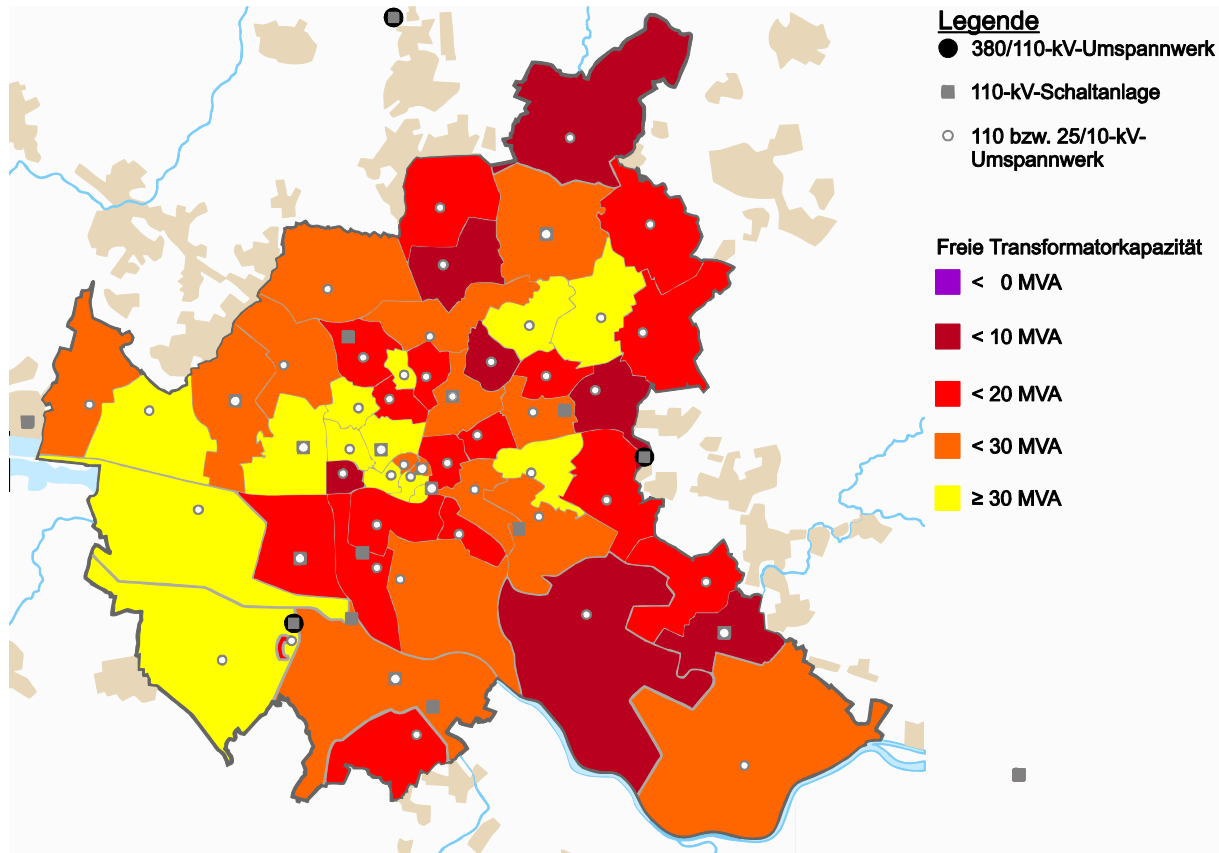 Legende
380/110-kV-Umspannwerk
110-kV-Schaltanlage
110 bzw. 25/10-kV-
Umspannwerk
Freie Transformatorkapazität
< 0 MVA
< 10 MVA
< 20 MVA
< 30 MVA
≥ 30 MVA